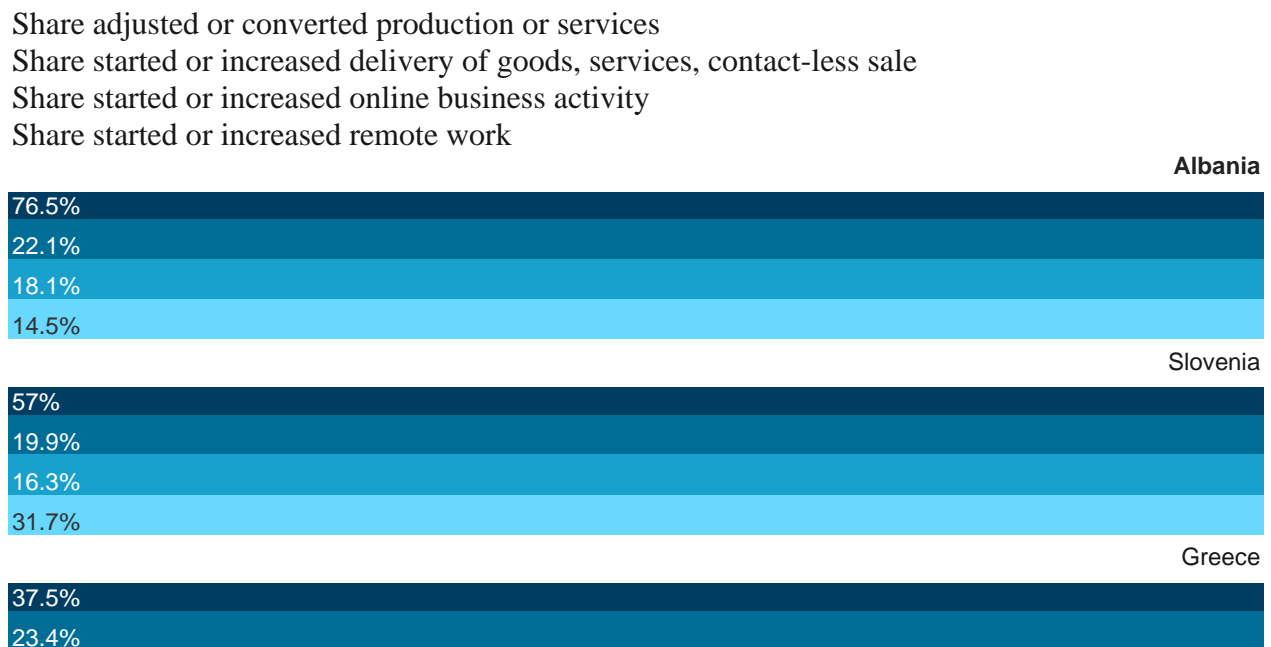 Share adjusted or converted production or services
Share started or increased delivery of goods, services, contact-less sale
Share started or increased online business activity
Share started or increased remote work
Albania
76.5%
22.1%
18.1%
14.5%
Slovenia
57%
19.9%
16.3%
31.7%
Greece
37.5%
23.4%